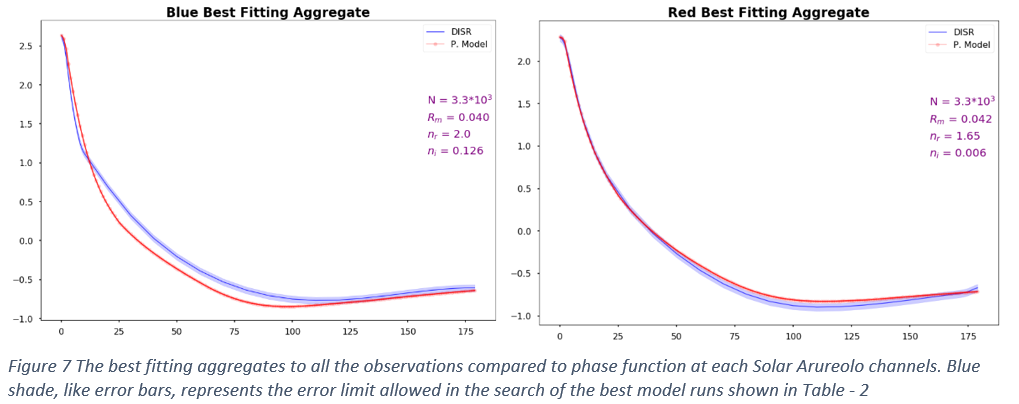 Blue Best Fitting Aggregate
DISR
P. Model
N = 3.3*10³
Rₘ = 0.040
nᵣ = 2.0
nᵢ = 0.126
2.5
2.0
1.5
1.0
0.5
0.0
−0.5
−1.0
0 25 50 75 100 125 150 175
Red Best Fitting Aggregate
DISR
P. Model
N = 3.3*10³
Rₘ = 0.042
nᵣ = 1.65
nᵢ = 0.006
2.0
1.5
1.0
0.5
0.0
−0.5
−1.0
0 25 50 75 100 125 150 175
Figure 7 The best fitting aggregates to all the observations compared to phase function at each Solar Arureolo channels. Blue
shade, like error bars, represents the error limit allowed in the search of the best model runs shown in Table - 2